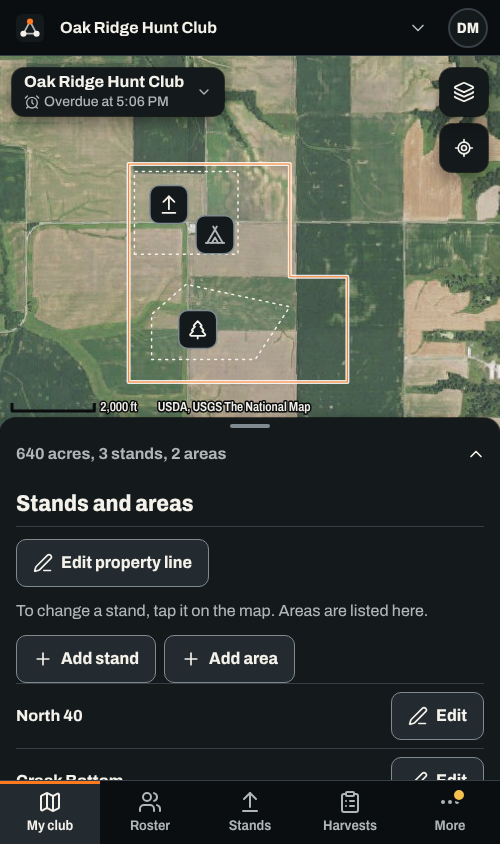 Oak Ridge Hunt Club
DM
Oak Ridge Hunt Club
Overdue at 5:06 PM
2,000 ft
USDA, USGS The National Map
640 acres, 3 stands, 2 areas
Stands and areas
Edit property line
To change a stand, tap it on the map. Areas are listed here.
Add stand
Add area
North 40
Edit
Creek Bottom
Edit
My club
Roster
Stands
Harvests
More